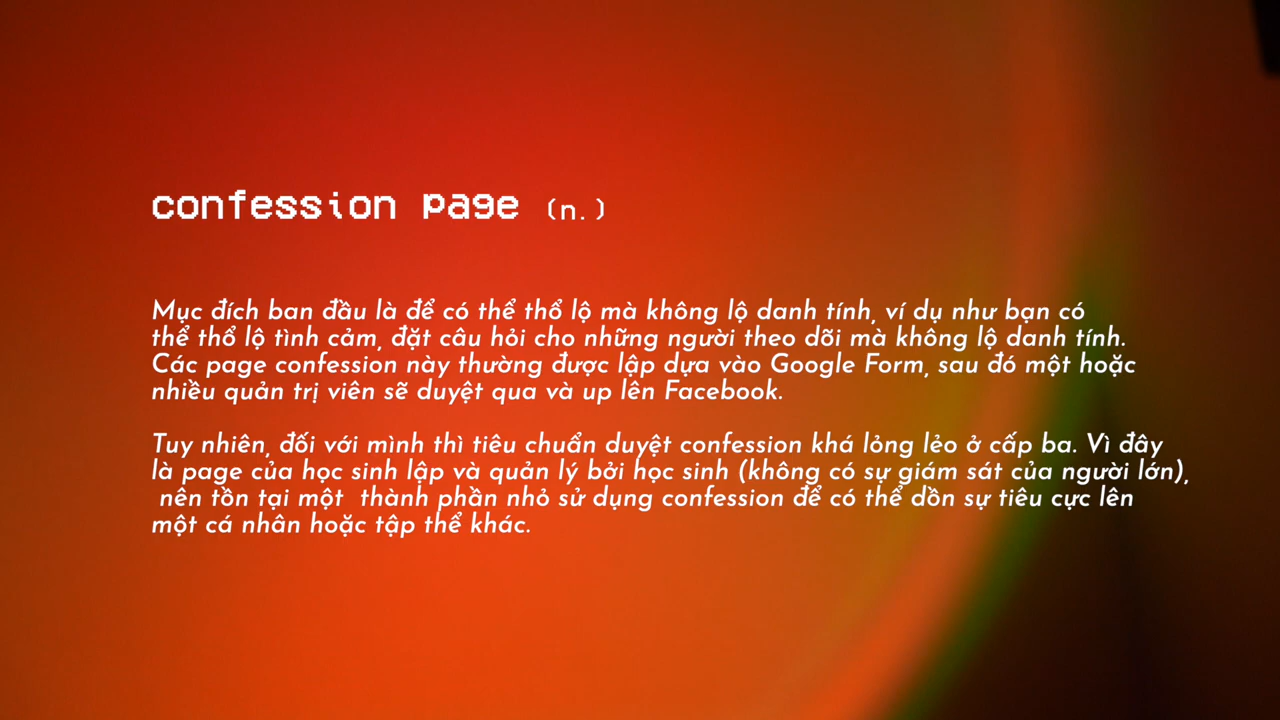 confession page (n.)
Mục đích ban đầu là để có thể thổ lộ mà không lộ danh tính, ví dụ như bạn có
thể thổ lộ tình cảm, đặt câu hỏi cho những người theo dõi mà không lộ danh tính.
Các page confession này thường được lập dựa vào Google Form, sau đó một hoặc
nhiều quản trị viên sẽ duyệt qua và up lên Facebook.
Tuy nhiên, đối với mình thì tiêu chuẩn duyệt confession khá lỏng lẻo ở cấp ba. Vì đây
là page của học sinh lập và quản lý bởi học sinh (không có sự giám sát của người lớn),
nên tồn tại một thành phần nhỏ sử dụng confession để có thể dồn sự tiêu cực lên
một cá nhân hoặc tập thể khác.